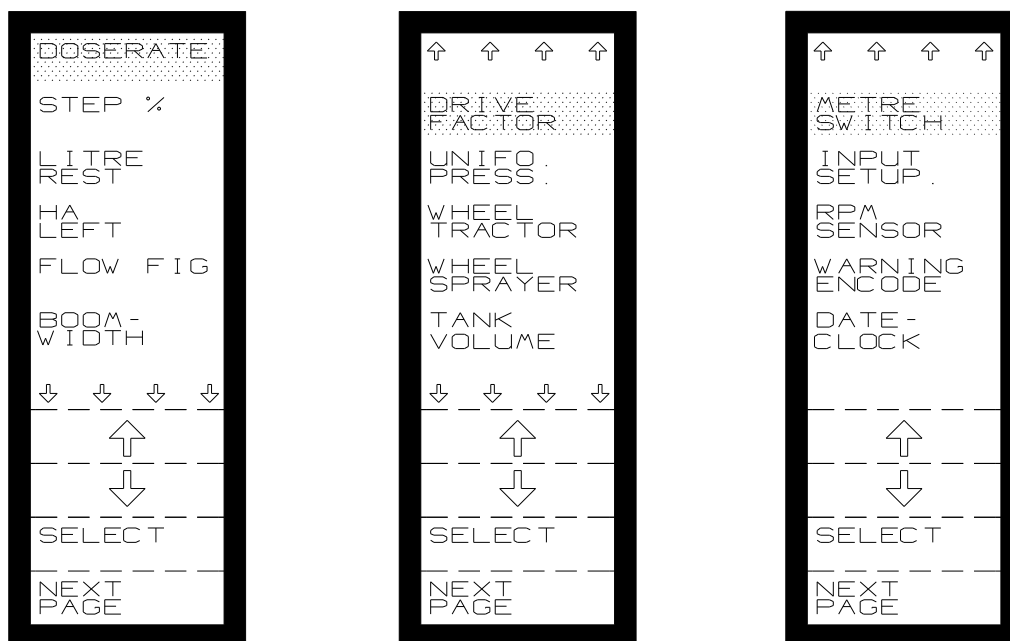 DOSERATE
STEP %
LITRE
REST
HA
LEFT
FLOW FIG
BOOM-
WIDTH
SELECT
NEXT
PAGE
DRIVE
FACTOR
UNIFO.
PRESS.
WHEEL
TRACTOR
WHEEL
SPRAYER
TANK
VOLUME
SELECT
NEXT
PAGE
METRE
SWITCH
INPUT
SETUP.
RPM
SENSOR
WARNING
ENCODE
DATE-
CLOCK
SELECT
NEXT
PAGE